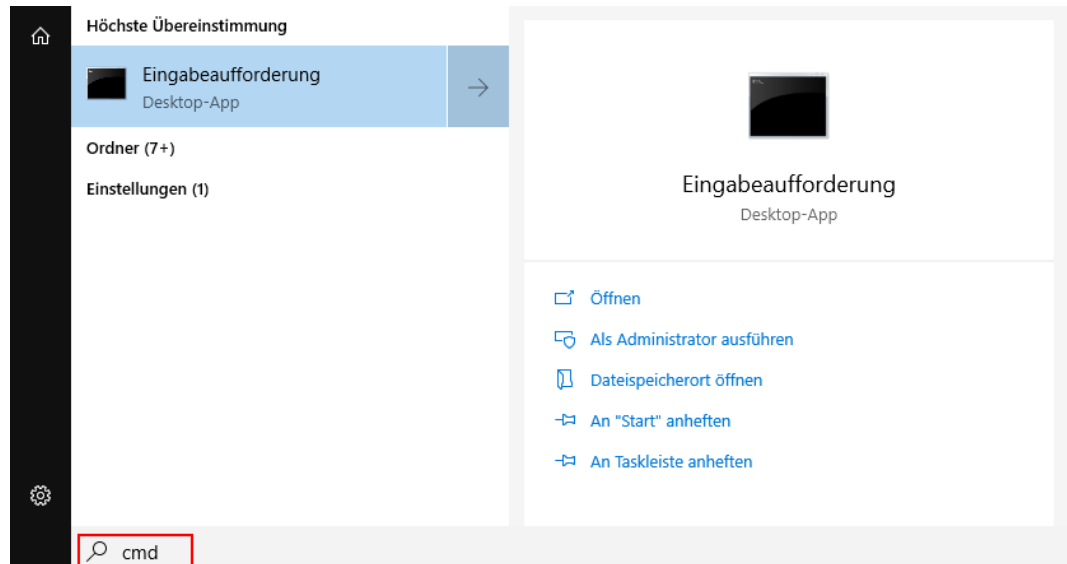 Höchste Übereinstimmung
Eingabeaufforderung
Desktop-App
Ordner (7+)
Einstellungen (1)
cmd
Eingabeaufforderung
Desktop-App
Öffnen
Als Administrator ausführen
Dateispeicherort öffnen
An "Start" anheften
An Taskleiste anheften